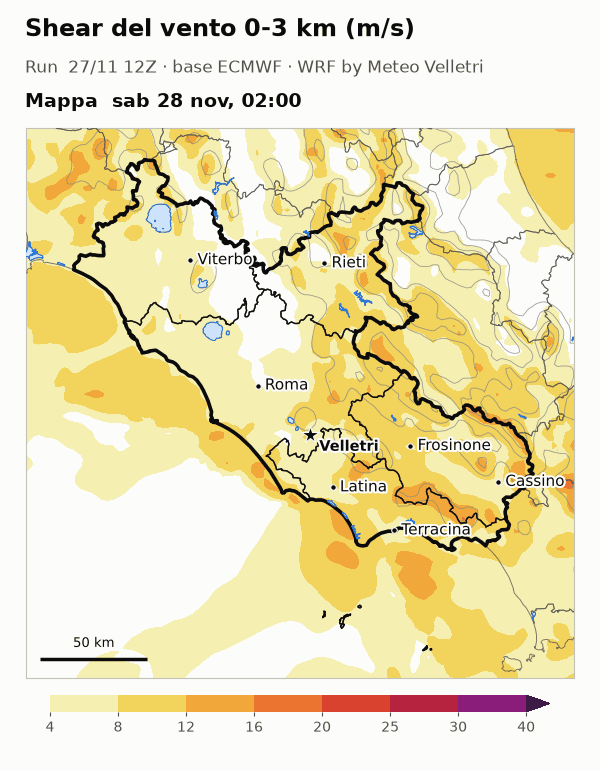 Shear del vento 0-3 km (m/s)
Run 27/11 12Z · base ECMWF · WRF by Meteo Velletri
Mappa sab 28 nov, 02:00
Viterbo
Rieti
Roma
Velletri
Frosinone
Cassino
Latina
Terracina
50 km
4 8 12 16 20 25 30 40